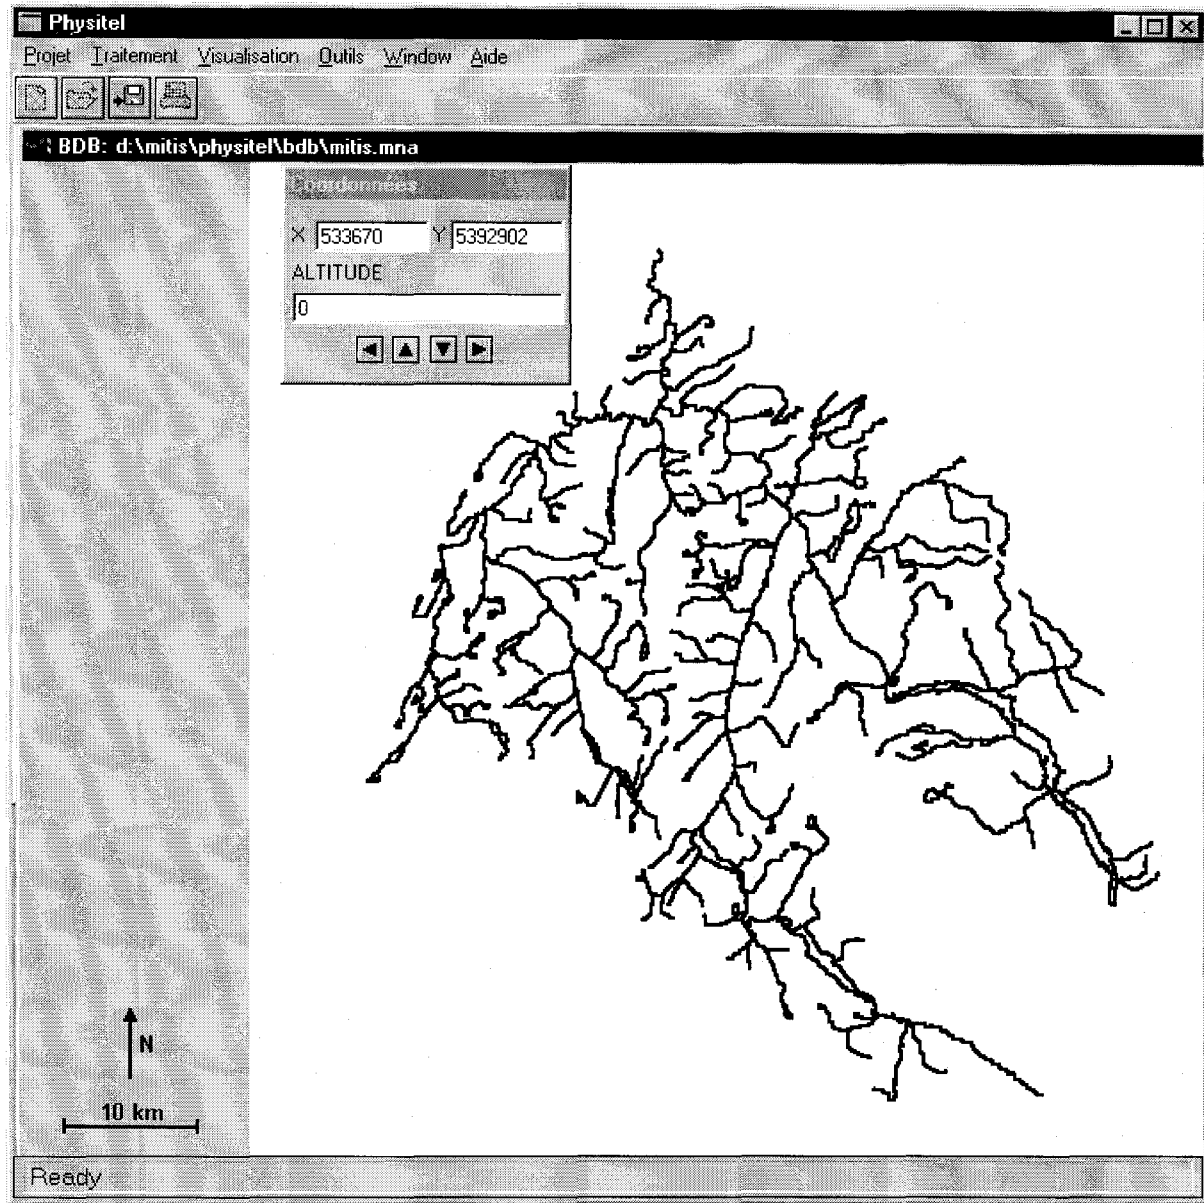 Physitel
Projet Traitement Visualisation Outils Window Aide
BDB: d:\mitis\physitel\bdb\mitis.mna
Coordonnées
X 533670 Y 5392902
ALTITUDE
0
N
10 km
Ready